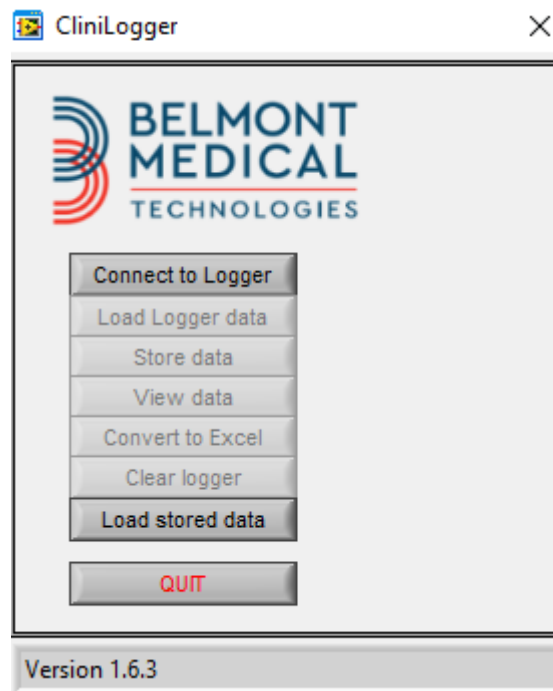 CliniLogger
BELMONT
MEDICAL
TECHNOLOGIES
Connect to Logger
Load Logger data
Store data
View data
Convert to Excel
Clear logger
Load stored data
QUIT
Version 1.6.3